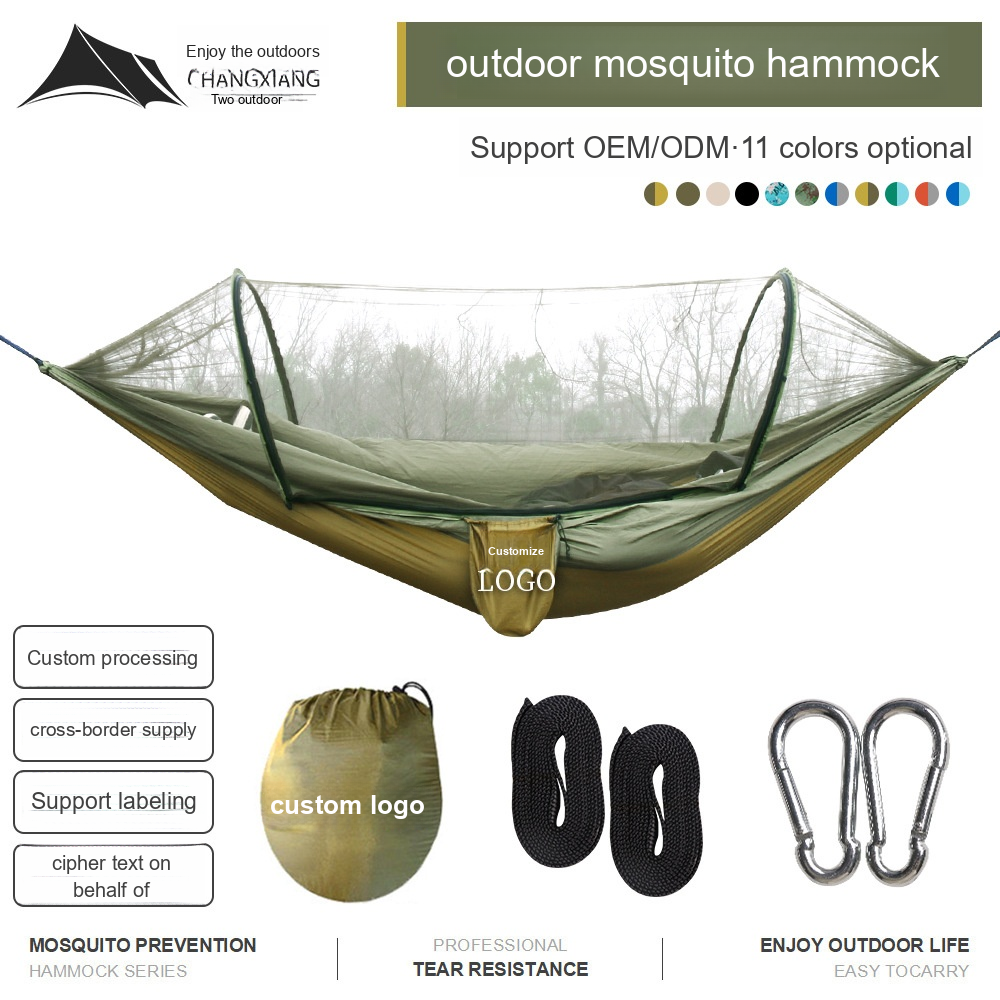 Enjoy the outdoors
CHANGXIANG
Two outdoor
outdoor mosquito hammock
Support OEM/ODM·11 colors optional
Customize
LOGO
Custom processing
cross-border supply
Support labeling
cipher text on
behalf of
custom logo
MOSQUITO PREVENTION
HAMMOCK SERIES
PROFESSIONAL
TEAR RESISTANCE
ENJOY OUTDOOR LIFE
EASY TOCARRY